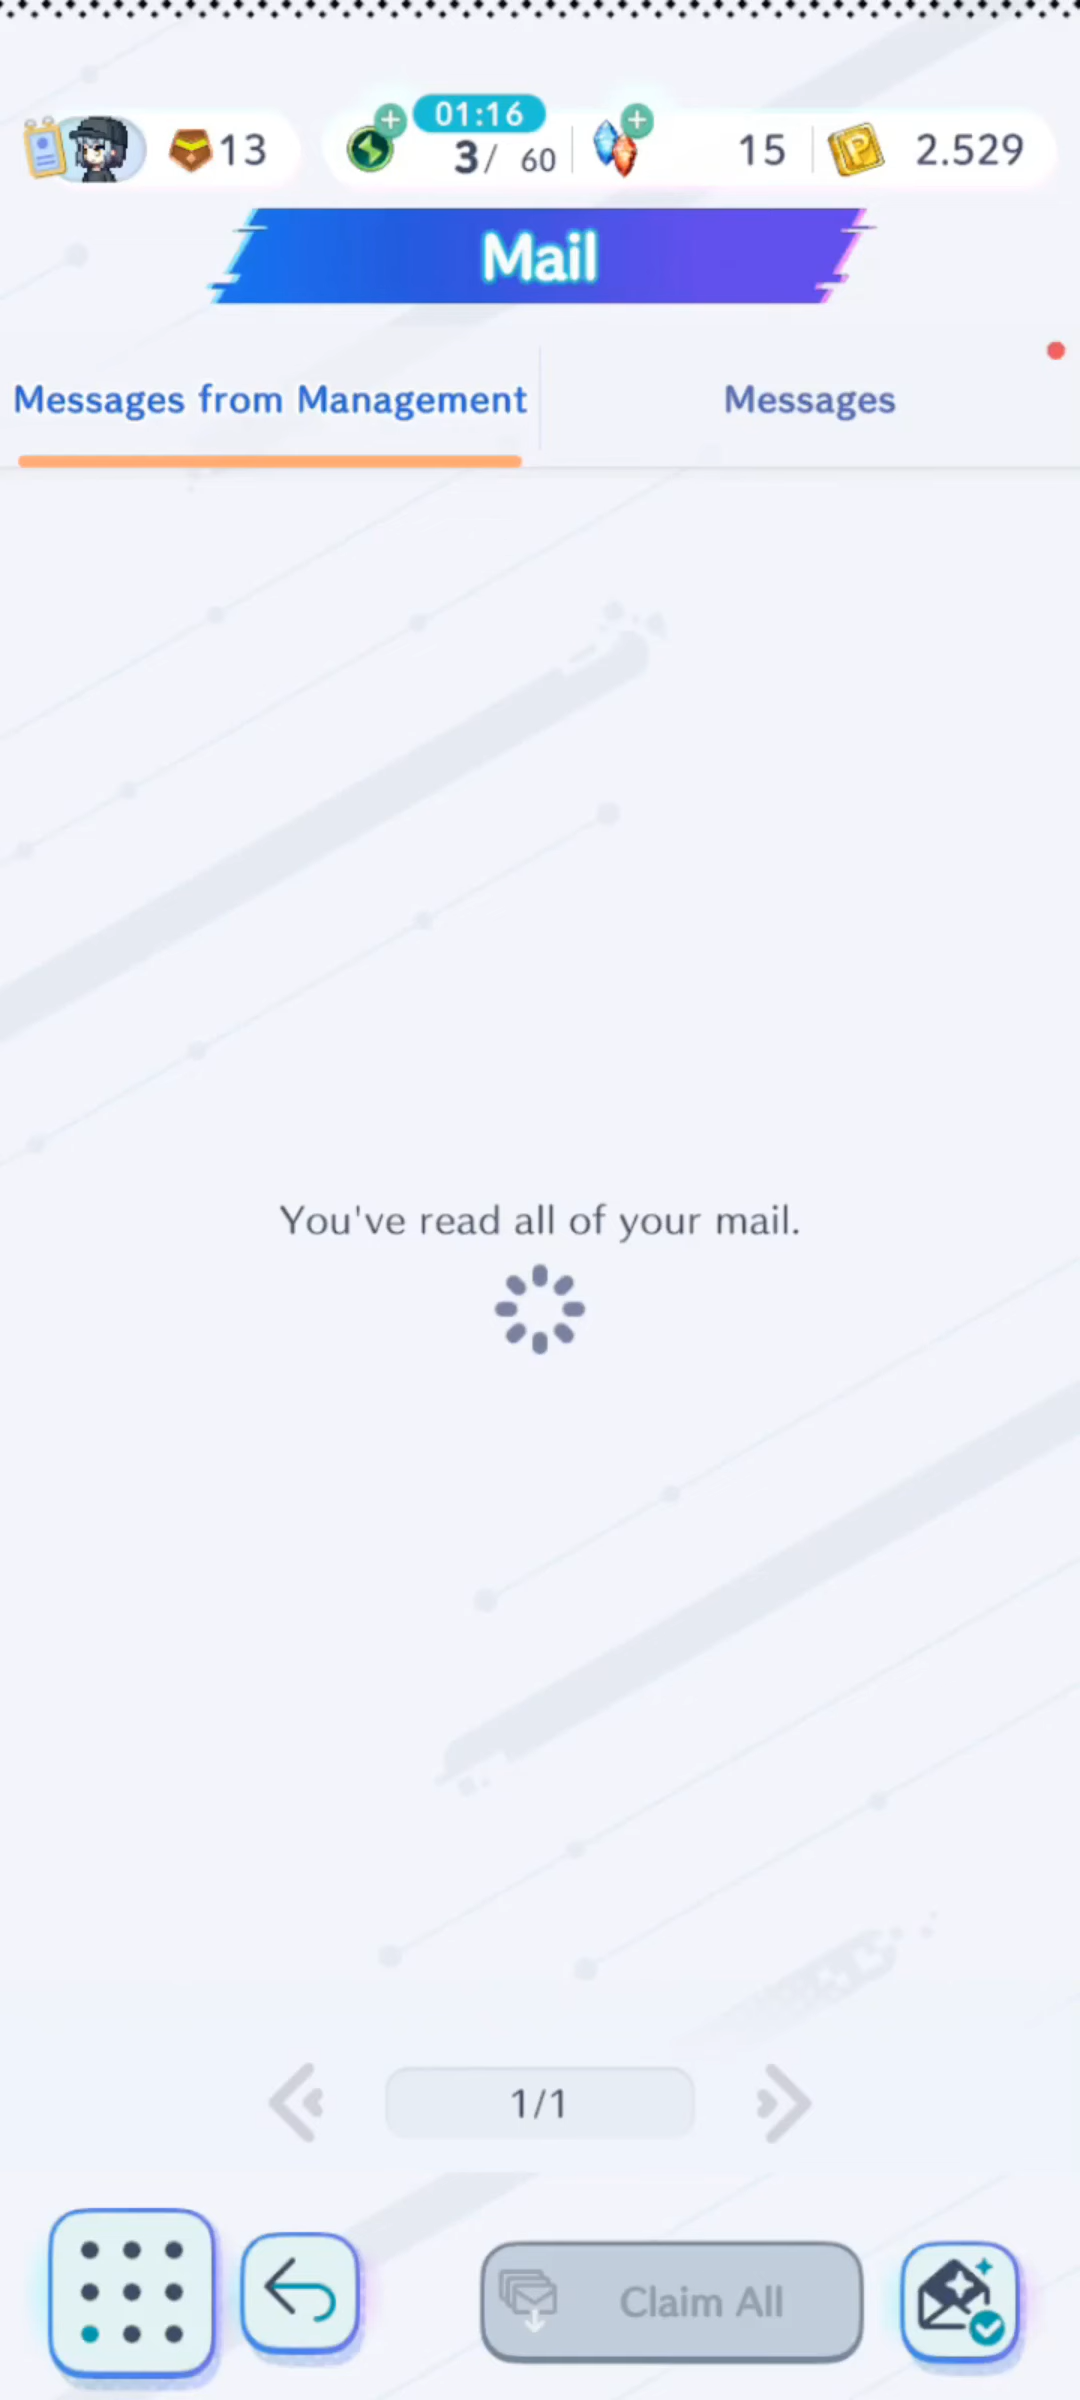 13
01:16
3/ 60
15
2.529
Mail
Messages from Management
Messages
You've read all of your mail.
1/1
Claim All